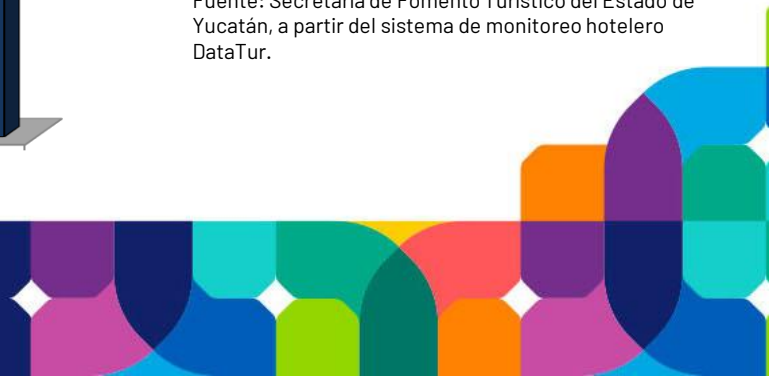 Fuente: Secretaría de Fomento Turístico del Estado de
Yucatán, a partir del sistema de monitoreo hotelero
DataTur.